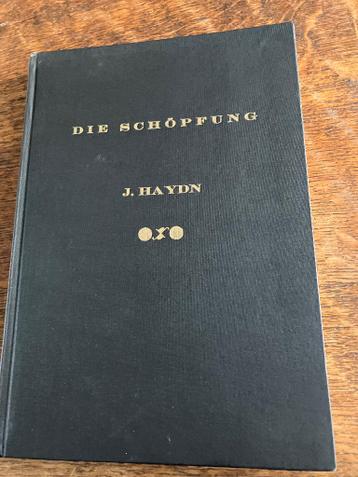 DIE SCHÖPFUNG
J. HAYDN